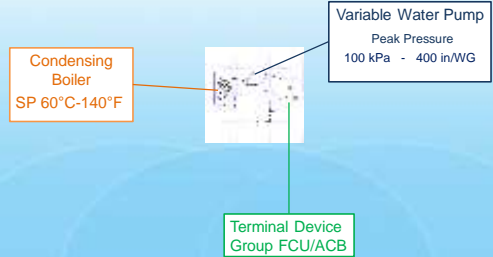 Variable Water Pump
Peak Pressure
100 kPa - 400 in/WG
Condensing
Boiler
SP 60°C-140°F
Terminal Device
Group FCU/ACB